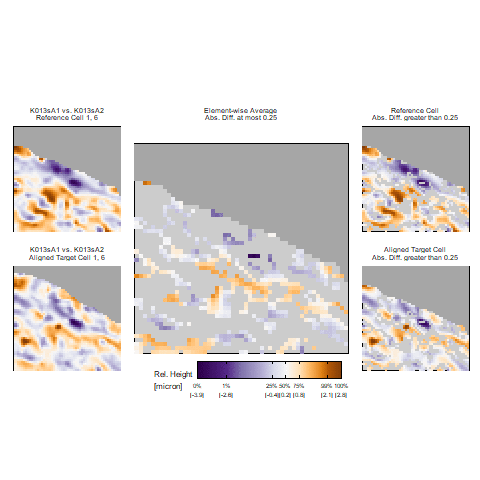 K013sA1 vs. K013sA2
Reference Cell 1, 6
Element-wise Average
Abs. Diff. at most 0.25
Reference Cell
Abs. Diff. greater than 0.25
K013sA1 vs. K013sA2
Aligned Target Cell 1, 6
Aligned Target Cell
Abs. Diff. greater than 0.25
Rel. Height
[micron]
0% 1% 25% 50% 75% 99% 100%
[-3.9] [-2.6] [-0.4] [0.2] [0.8] [2.1] [2.8]